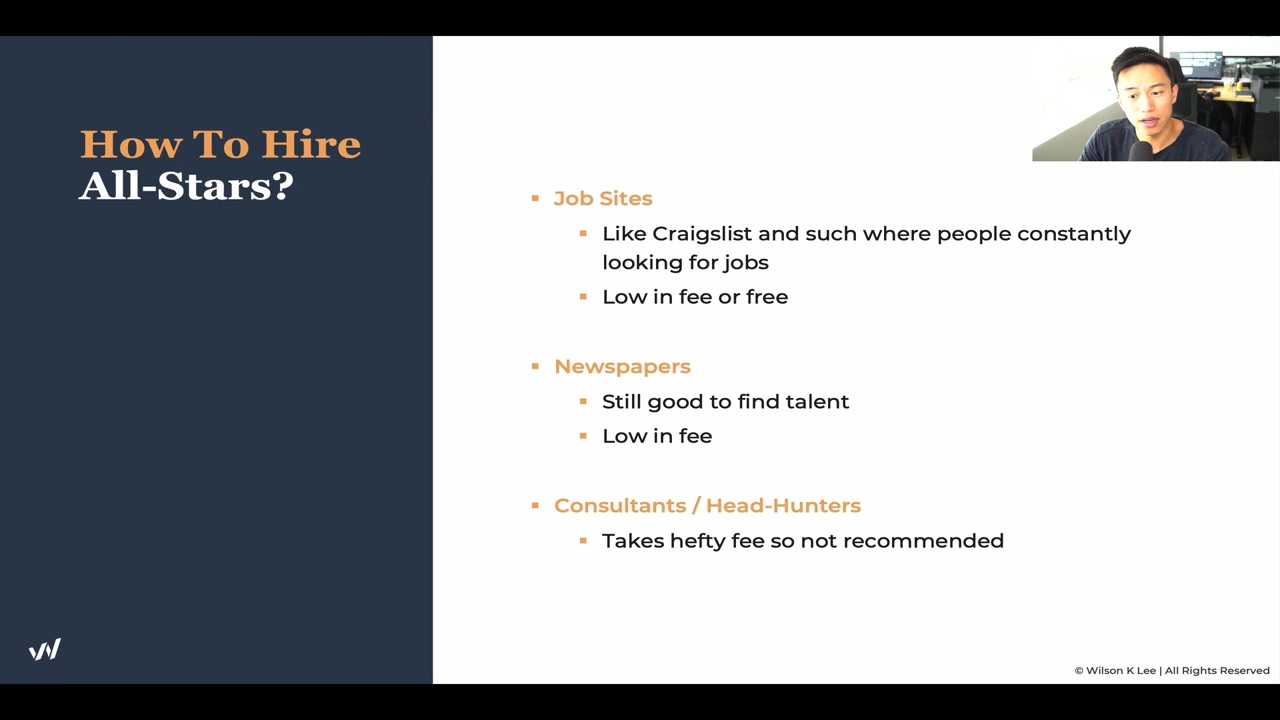 How To Hire
All-Stars?
Job Sites
Like Craigslist and such where people constantly
looking for jobs
Low in fee or free
Newspapers
Still good to find talent
Low in fee
Consultants / Head-Hunters
Takes hefty fee so not recommended
© Wilson K Lee | All Rights Reserved